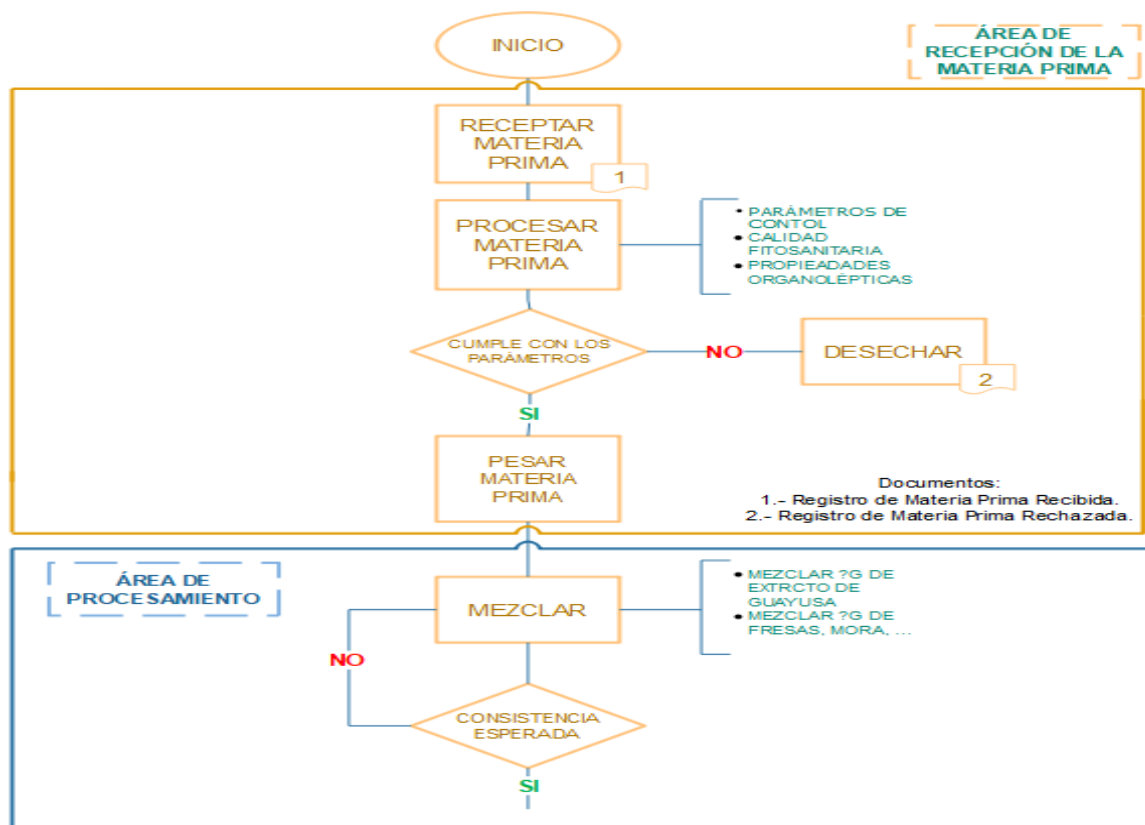 INICIO
ÁREA DE
RECEPCIÓN DE LA
MATERIA PRIMA
RECEPTAR
MATERIA
PRIMA
1
PROCESAR
MATERIA
PRIMA
• PARÁMETROS DE
CONTOL
• CALIDAD
FITOSANITARIA
• PROPIEADADES
ORGANOLÉPTICAS
CUMPLE CON LOS
PARÁMETROS
NO
DESECHAR
2
SI
PESAR
MATERIA
PRIMA
Documentos:
1.- Registro de Materia Prima Recibida.
2.- Registro de Materia Prima Rechazada.
ÁREA DE
PROCESAMIENTO
MEZCLAR
• MEZCLAR ?G DE
EXTRCTO DE
GUAYUSA
• MEZCLAR ?G DE
FRESAS, MORA, ...
NO
CONSISTENCIA
ESPERADA
SI